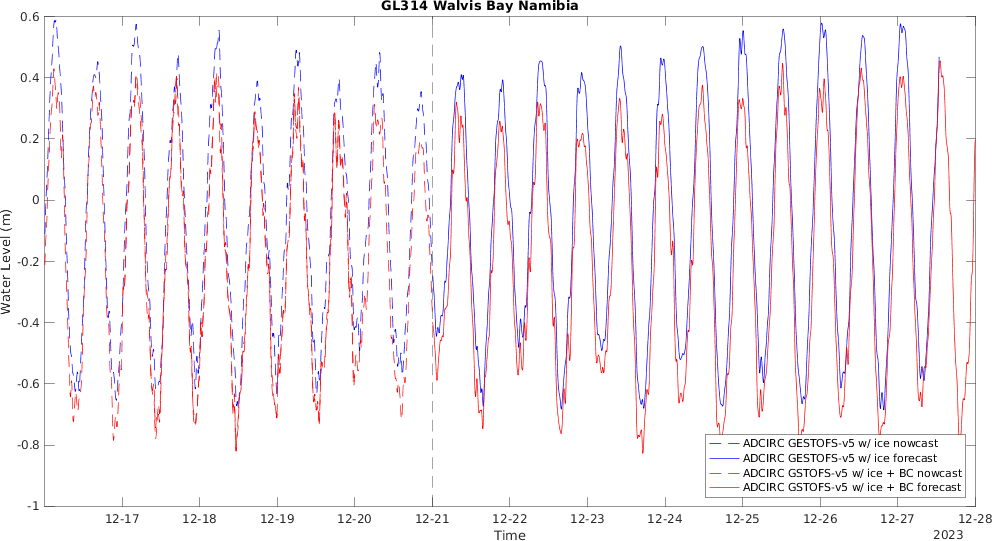 GL314 Walvis Bay Namibia
0.6
0.4
0.2
0
-0.2
-0.4
-0.6
-0.8
-1
Water Level (m)
ADCIRC GESTOFS-v5 w/ ice nowcast
ADCIRC GESTOFS-v5 w/ ice forecast
ADCIRC GSTOFS-v5 w/ ice + BC nowcast
ADCIRC GSTOFS-v5 w/ ice + BC forecast
12-17 12-18 12-19 12-20 12-21 12-22 12-23 12-24 12-25 12-26 12-27 12-28
Time
2023